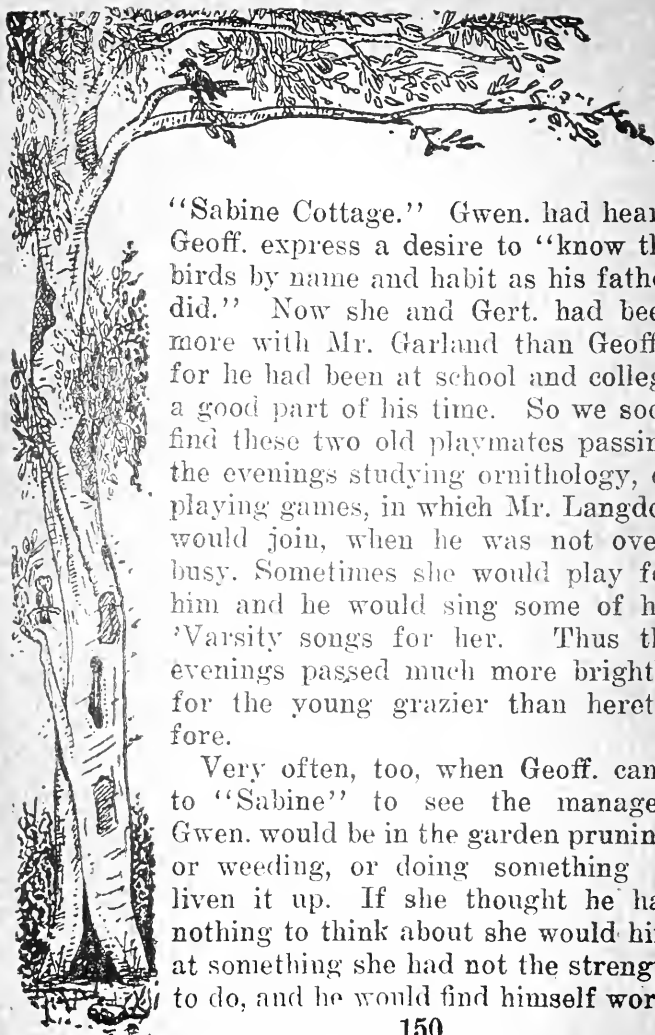 "Sabine Cottage." Gwen. had hear
Geoff. express a desire to "know th
birds by name and habit as his fathe
did." Now she and Gert. had bee
more with Mr. Garland than Geoff
for he had been at school and colleg
a good part of his time. So we soo
find these two old playmates passin
the evenings studying ornithology, o
playing games, in which Mr. Langdo
would join, when he was not ove
busy. Sometimes she would play fo
him and he would sing some of h
'Varsity songs for her. Thus th
evenings passed much more bright
for the young grazier than heret
fore.
Very often, too, when Geoff. cam
to "Sabine" to see the manage
Gwen. would be in the garden prunin
or weeding, or doing something
liven it up. If she thought he ha
nothing to think about she would hi
at something she had not the streng
to do, and he would find himself wor
150